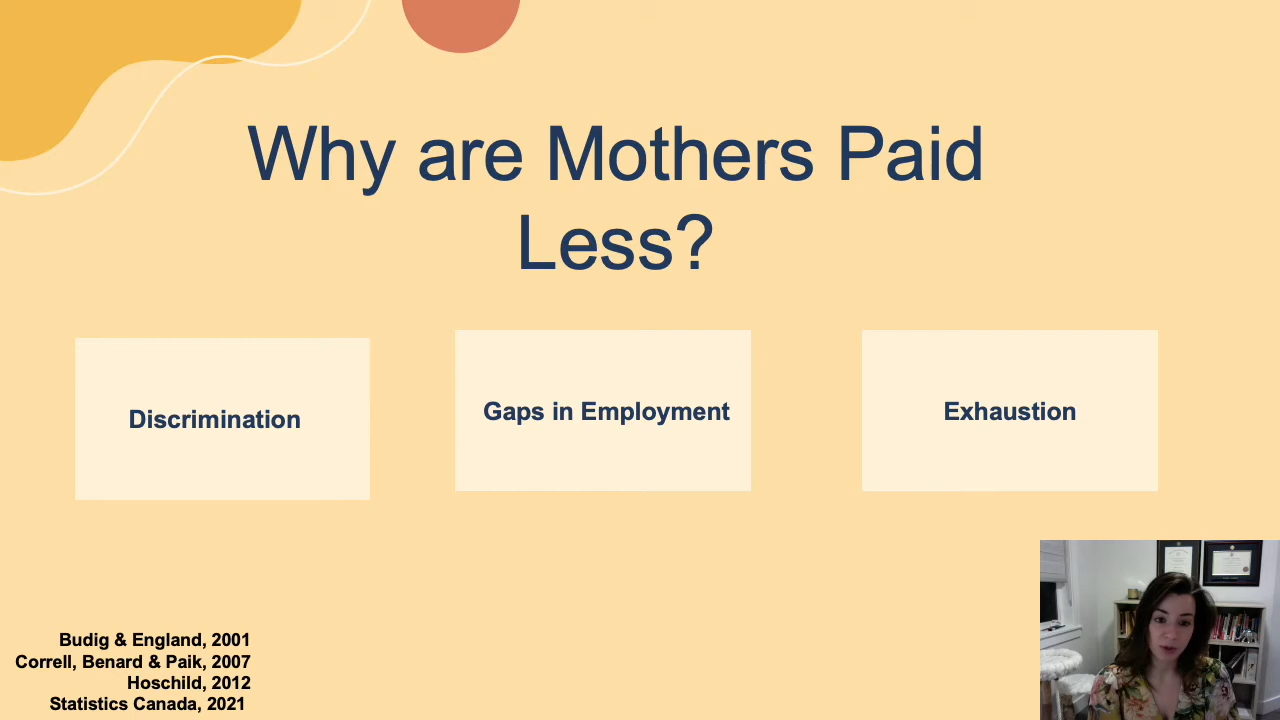 Why are Mothers Paid
Less?
Discrimination
Gaps in Employment
Exhaustion
Budig & England, 2001
Correll, Benard & Paik, 2007
Hoschild, 2012
Statistics Canada, 2021